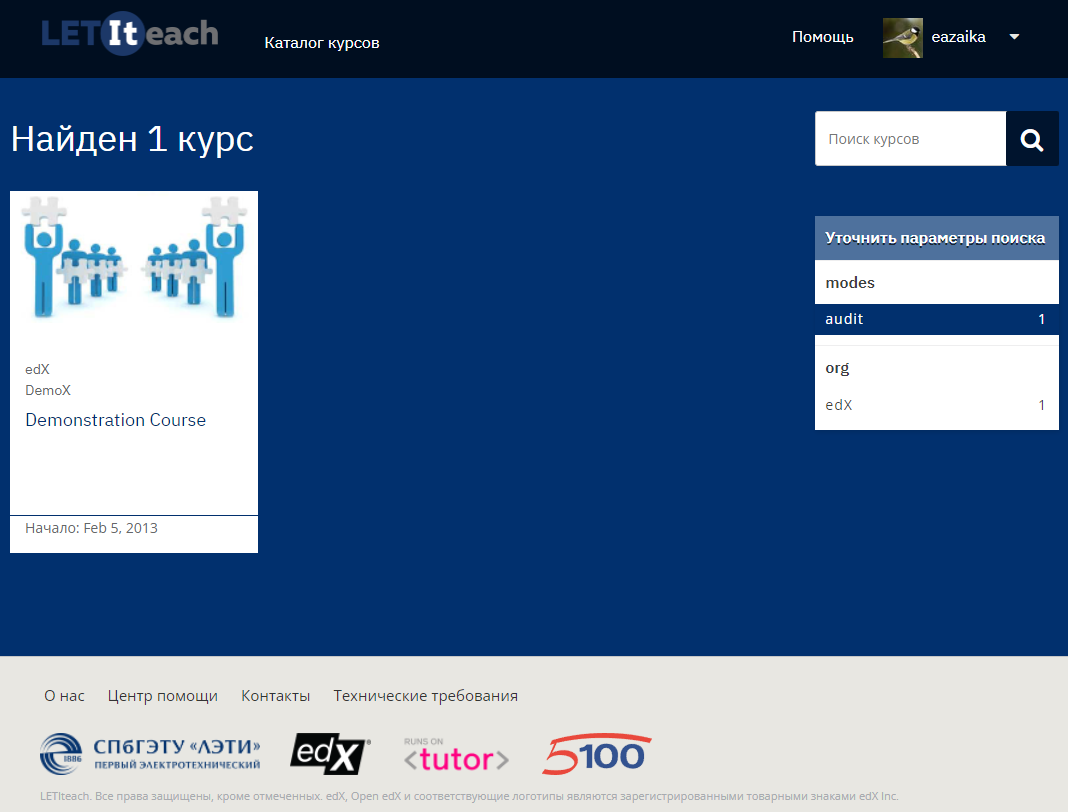 LETIteach
Каталог курсов
Помощь
eazaika
Найден 1 курс
Поиск курсов
edX
DemoX
Demonstration Course
Начало: Feb 5, 2013
Уточнить параметры поиска
modes
audit 1
org
edX 1
О нас Центр помощи Контакты Технические требования
1886
СПбГЭТУ «ЛЭТИ»
ПЕРВЫЙ ЭЛЕКТРОТЕХНИЧЕСКИЙ
edX®
RUNS ON
<tutor>
5100
LETIteach. Все права защищены, кроме отмеченных. edX, Open edX и соответствующие логотипы являются зарегистрированными товарными знаками edX Inc.